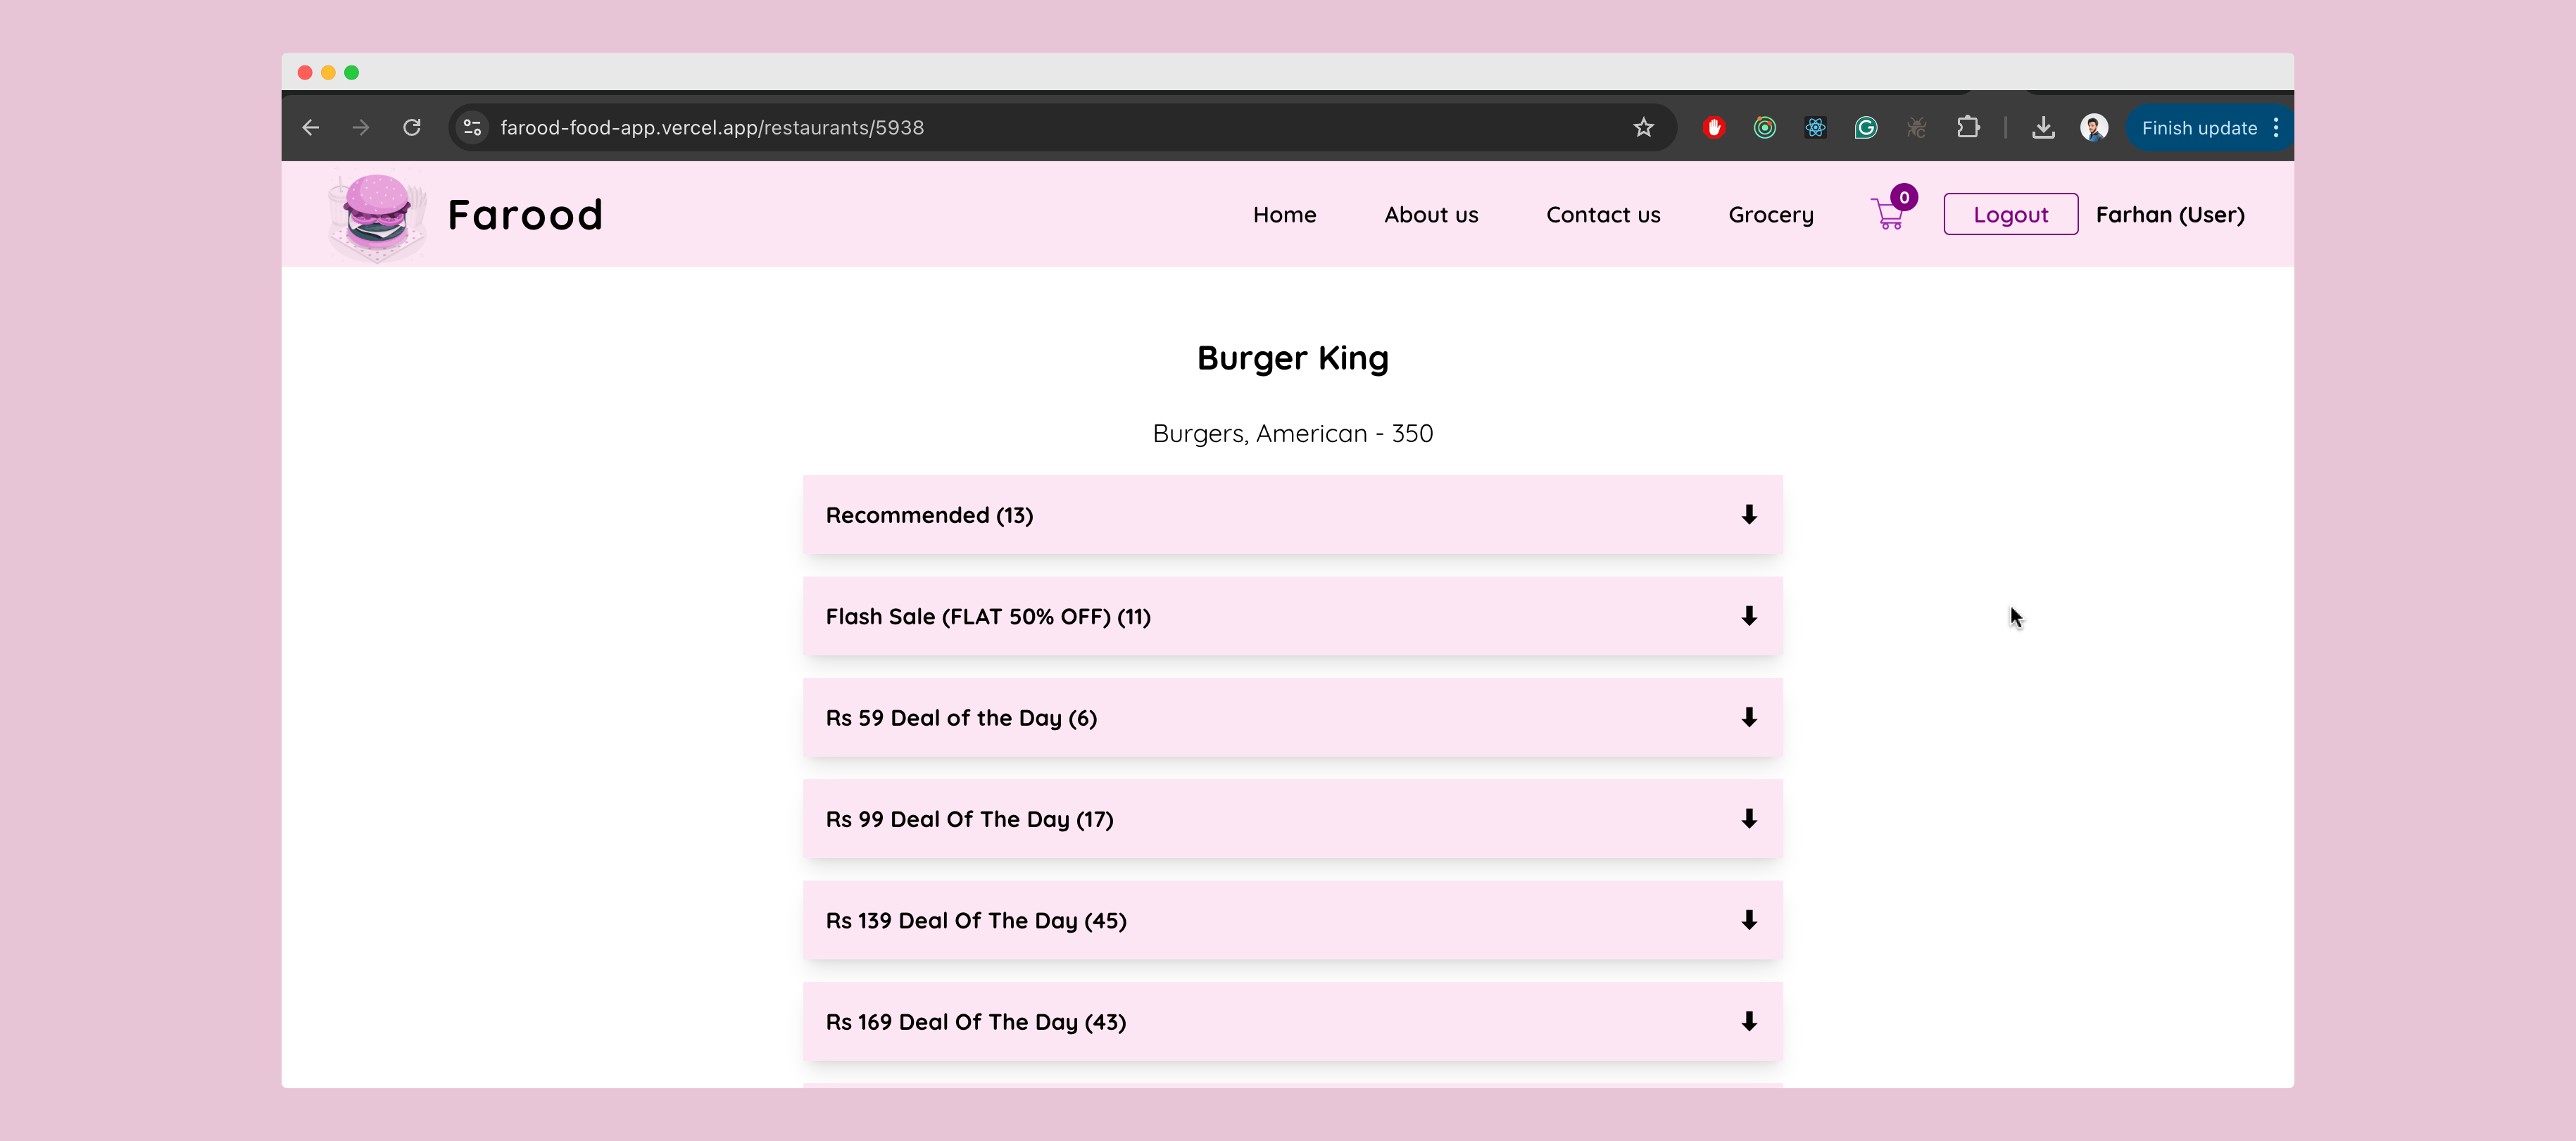 farood-food-app.vercel.app/restaurants/5938
Finish update
Farood
Home
About us
Contact us
Grocery
0
Logout
Farhan (User)
Burger King
Burgers, American - 350
Recommended (13)
Flash Sale (FLAT 50% OFF) (11)
Rs 59 Deal of the Day (6)
Rs 99 Deal Of The Day (17)
Rs 139 Deal Of The Day (45)
Rs 169 Deal Of The Day (43)